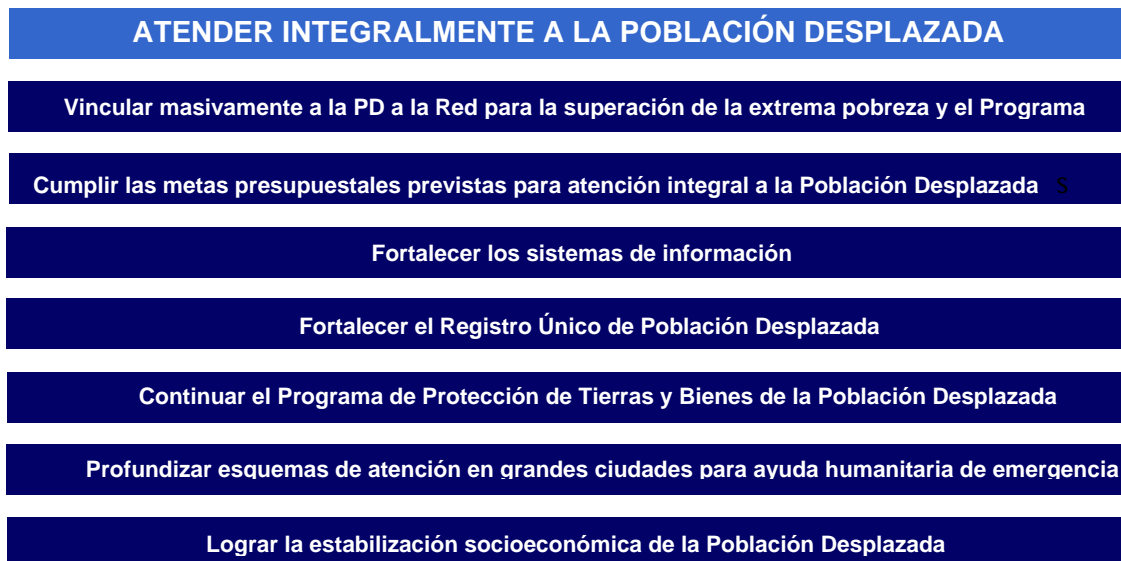 ATENDER INTEGRALMENTE A LA POBLACIÓN DESPLAZADA
Vincular masivamente a la PD a la Red para la superación de la extrema pobreza y el Programa
Cumplir las metas presupuestales previstas para atención integral a la Población Desplazada s
Fortalecer los sistemas de información
Fortalecer el Registro Único de Población Desplazada
Continuar el Programa de Protección de Tierras y Bienes de la Población Desplazada
Profundizar esquemas de atención en grandes ciudades para ayuda humanitaria de emergencia
Lograr la estabilización socioeconómica de la Población Desplazada